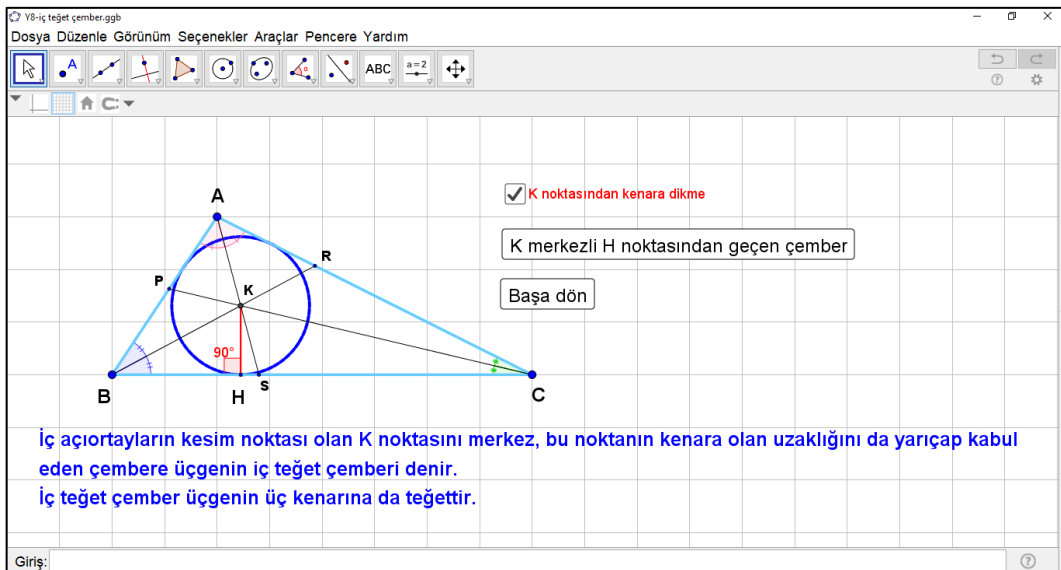 Y8-iç teğet çember.ggb
Dosya Düzenle Görünüm Seçenekler Araçlar Pencere Yardım
A
ABC
a=2
K noktasından kenara dikme
A
K merkezli H noktasından geçen çember
R
P
K
Başa dön
90°
B
H
S
C
İç açıortayların kesim noktası olan K noktasını merkez, bu noktanın kenara olan uzaklığını da yarıçap kabul
eden çembere üçgenin iç teğet çemberi denir.
İç teğet çember üçgenin üç kenarına da teğettir.
Giriş: